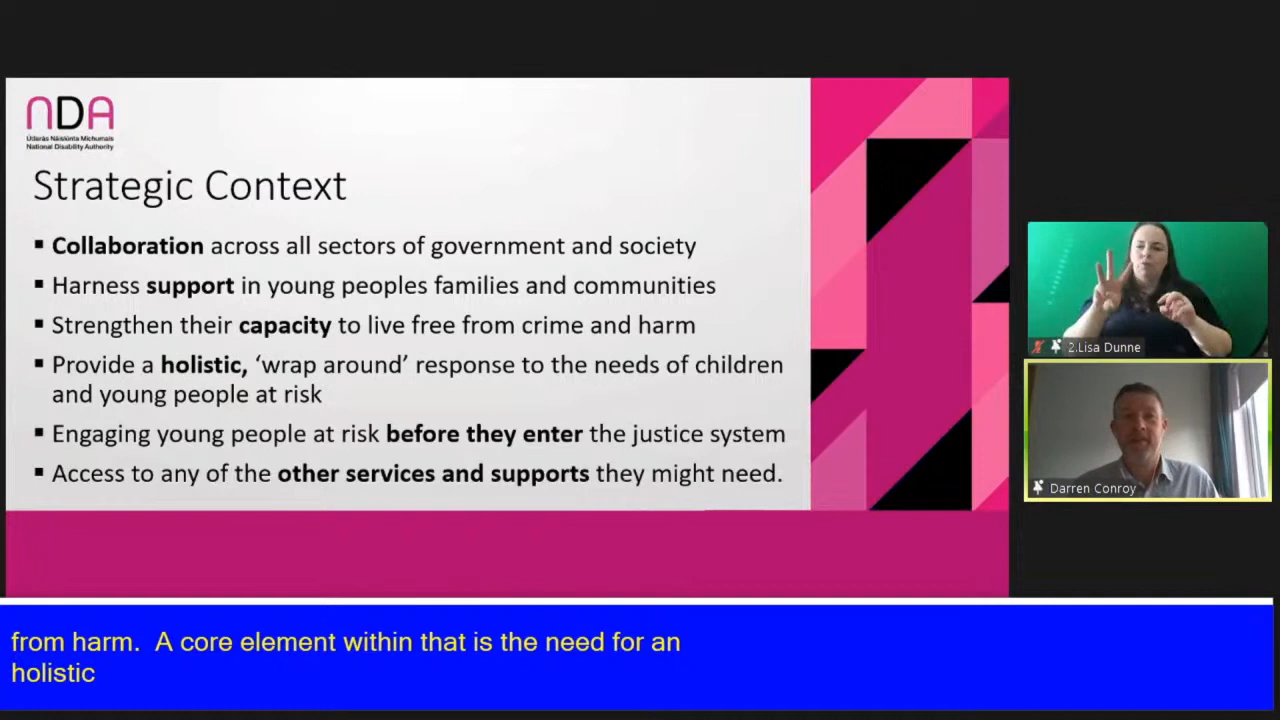 NDA
Údarás Náisiúnta Míchumais
National Disability Authority
Strategic Context
▪ Collaboration across all sectors of government and society
▪ Harness support in young peoples families and communities
▪ Strengthen their capacity to live free from crime and harm
▪ Provide a holistic, ‘wrap around’ response to the needs of children
and young people at risk
▪ Engaging young people at risk before they enter the justice system
▪ Access to any of the other services and supports they might need.
2.Lisa Dunne
Darren Conroy
from harm.  A core element within that is the need for an
holistic